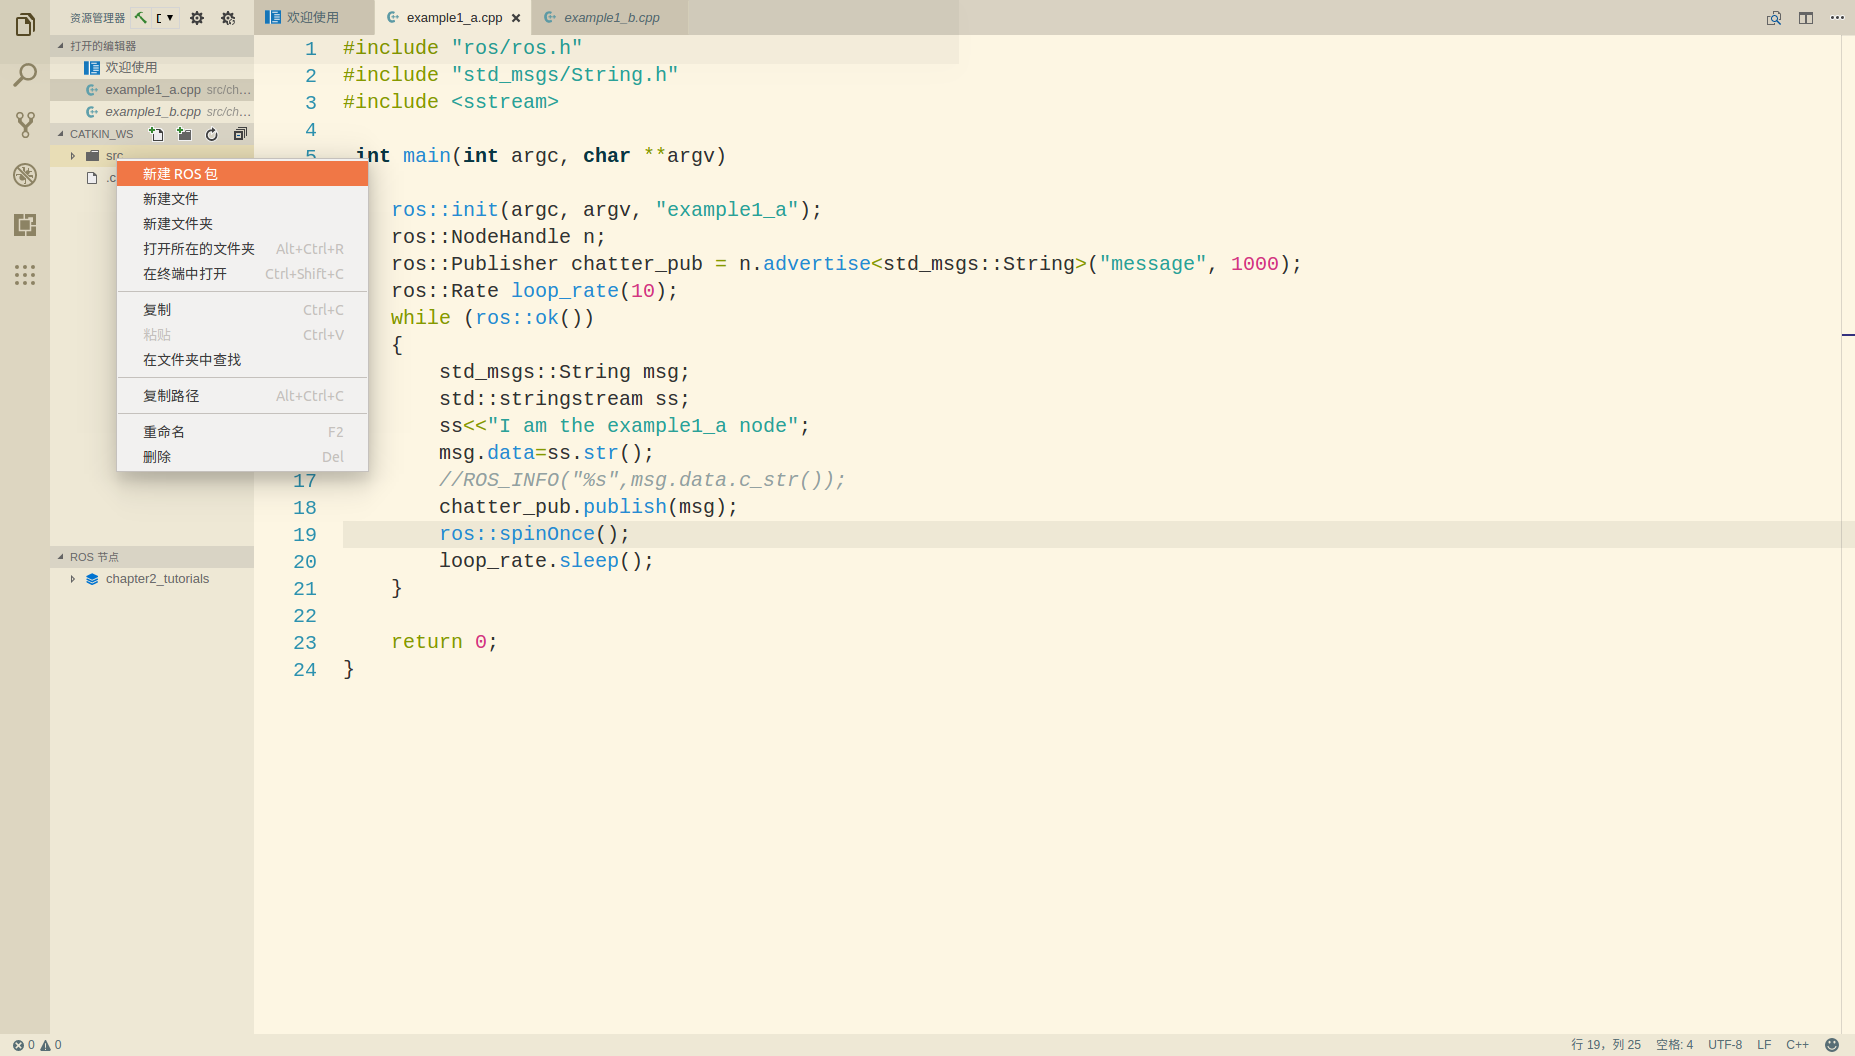 资源管理器
欢迎使用
example1_a.cpp
example1_b.cpp
打开的编辑器
欢迎使用
example1_a.cpp src/ch...
example1_b.cpp src/ch...
CATKIN_WS
src
.c
新建 ROS 包
新建文件
新建文件夹
打开所在的文件夹 Alt+Ctrl+R
在终端中打开 Ctrl+Shift+C
复制 Ctrl+C
粘贴 Ctrl+V
在文件夹中查找
复制路径 Alt+Ctrl+C
重命名 F2
删除 Del
ROS 节点
chapter2_tutorials
1 #include "ros/ros.h"
2 #include "std_msgs/String.h"
3 #include <sstream>
4
5 int main(int argc, char **argv)
ros::init(argc, argv, "example1_a");
ros::NodeHandle n;
ros::Publisher chatter_pub = n.advertise<std_msgs::String>("message", 1000);
ros::Rate loop_rate(10);
while (ros::ok())
{
std_msgs::String msg;
std::stringstream ss;
ss<<"I am the example1_a node";
msg.data=ss.str();
17 //ROS_INFO("%s",msg.data.c_str());
18 chatter_pub.publish(msg);
19 ros::spinOnce();
20 loop_rate.sleep();
21 }
22
23 return 0;
24 }
0 0
行 19，列 25 空格: 4 UTF-8 LF C++